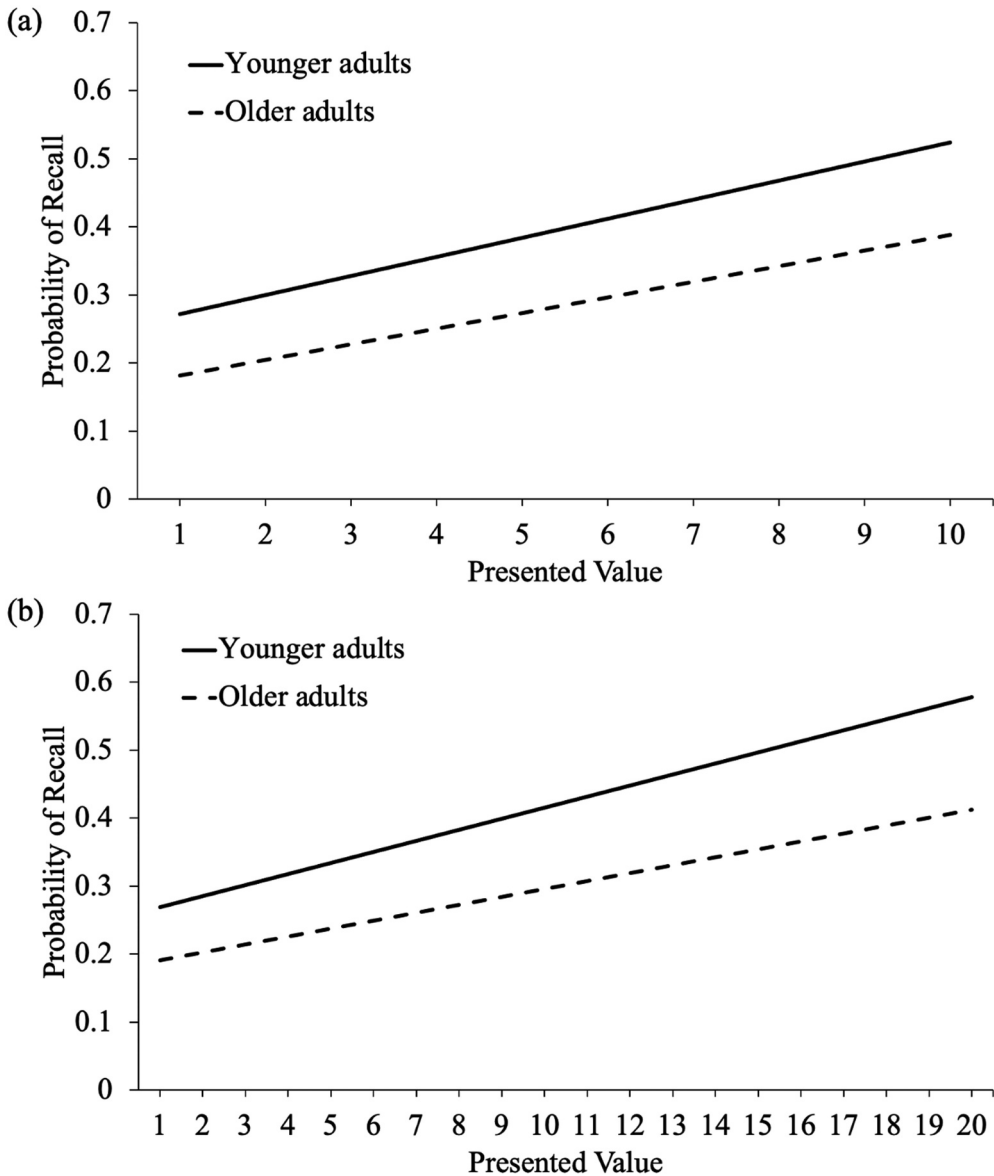 (a)
0.7
0.6
0.5
0.4
0.3
0.2
0.1
0
Probability of Recall
Younger adults
Older adults
1 2 3 4 5 6 7 8 9 10
Presented Value
(b)
0.7
0.6
0.5
0.4
0.3
0.2
0.1
0
Probability of Recall
Younger adults
Older adults
1 2 3 4 5 6 7 8 9 10 11 12 13 14 15 16 17 18 19 20
Presented Value